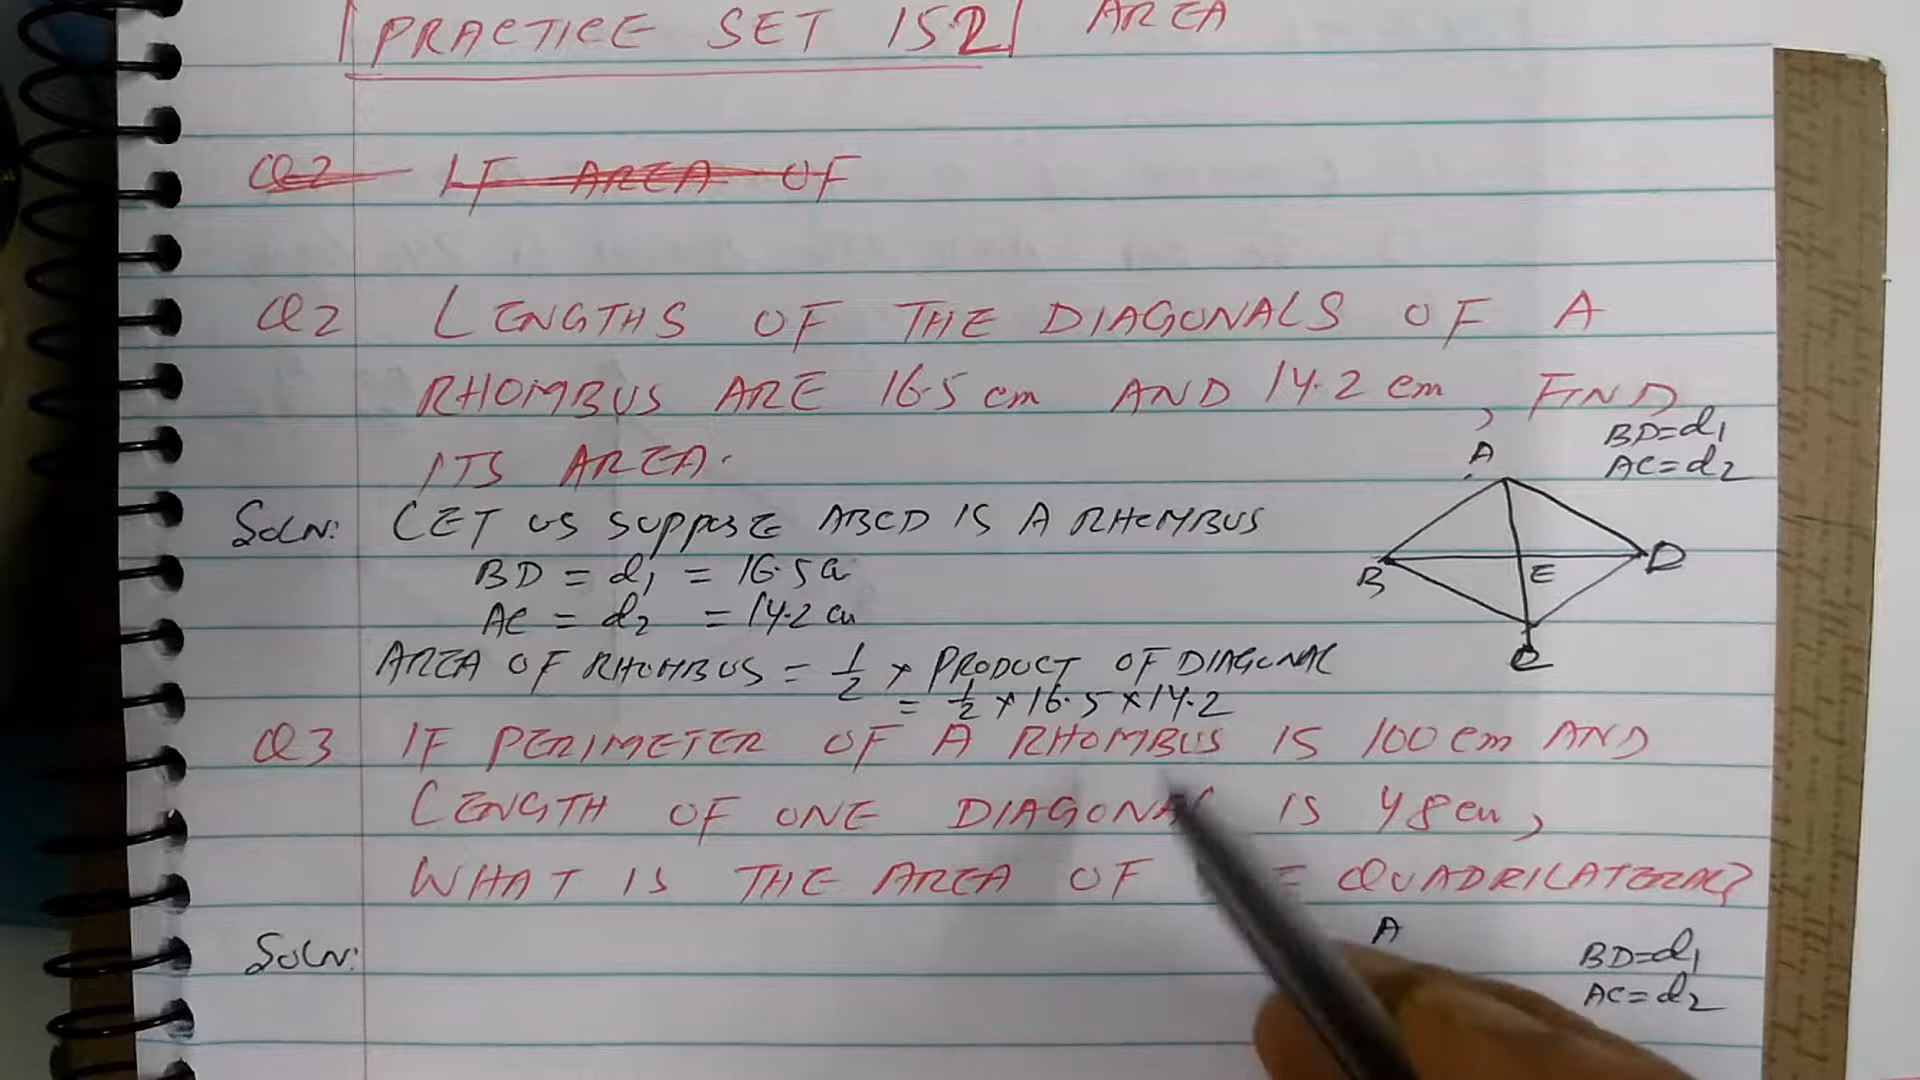 PRACTICE SET 15.2 AREA
Q2 IF AREA OF
Q2 LENGTHS OF THE DIAGONALS OF A
RHOMBUS ARE 16.5 cm AND 14.2 cm, FIND
ITS AREA.
BD=d1
AC=d2
A
B
E
D
C
SOLN: LET US SUPPOSE ABCD IS A RHOMBUS
BD = d1 = 16.5 c
AC = d2 = 14.2 cm
AREA OF RHOMBUS = 1/2 × PRODUCT OF DIAGONAL
= 1/2 × 16.5 × 14.2
Q3 IF PERIMETER OF A RHOMBUS IS 100 cm AND
LENGTH OF ONE DIAGONAL IS 48 cm,
WHAT IS THE AREA OF QUADRILATERAL?
SOLN:
A
BD=d1
AC=d2